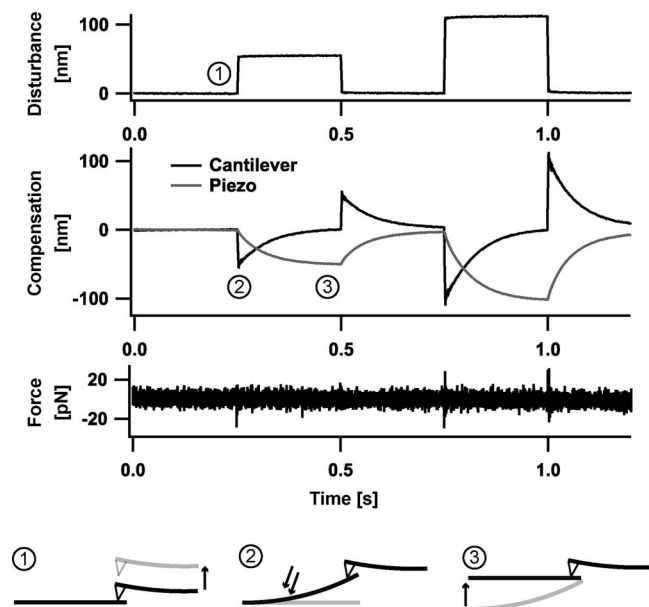 100
Disturbance
[nm]
①
0
0.0 0.5 1.0
100
Cantilever
Piezo
Compensation
[nm]
0
-100
② ③
0.0 0.5 1.0
20
Force
[pN]
-20
0.0 0.5 1.0
Time [s]
① ② ③